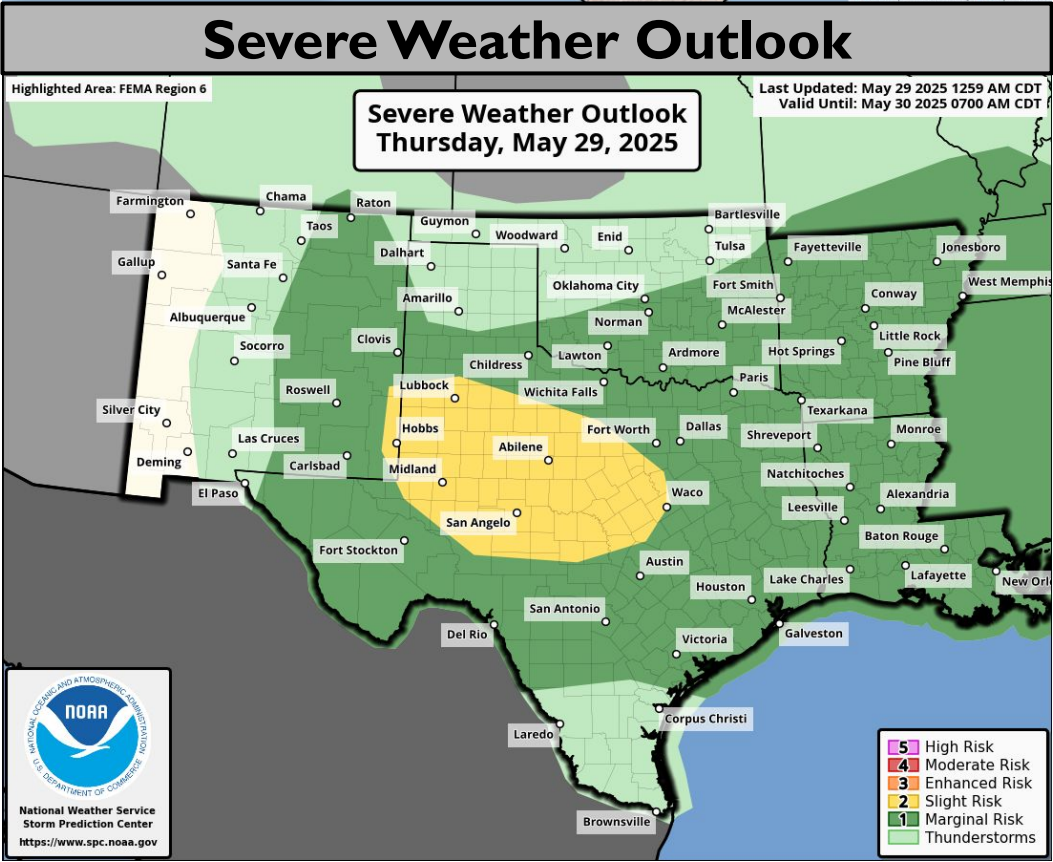 Severe Weather Outlook
Highlighted Area: FEMA Region 6
Last Updated: May 29 2025 1259 AM CDT
Valid Until: May 30 2025 0700 AM CDT
Severe Weather Outlook
Thursday, May 29, 2025
Farmington
Chama
Raton
Taos
Guymon
Bartlesville
Woodward
Enid
Tulsa
Fayetteville
Jonesboro
Gallup
Santa Fe
Dalhart
Oklahoma City
Fort Smith
West Memphis
Amarillo
Conway
Albuquerque
Norman
McAlester
Little Rock
Socorro
Clovis
Childress
Lawton
Ardmore
Hot Springs
Pine Bluff
Roswell
Lubbock
Wichita Falls
Paris
Silver City
Texarkana
Las Cruces
Hobbs
Abilene
Fort Worth
Dallas
Shreveport
Monroe
Deming
Carlsbad
Midland
Natchitoches
El Paso
Waco
Alexandria
San Angelo
Leesville
Fort Stockton
Baton Rouge
Austin
Houston
Lake Charles
Lafayette
New Orl
San Antonio
Del Rio
Victoria
Galveston
Laredo
Corpus Christi
Brownsville
NATIONAL OCEANIC AND ATMOSPHERIC ADMINISTRATION
NOAA
U.S. DEPARTMENT OF COMMERCE
National Weather Service
Storm Prediction Center
https://www.spc.noaa.gov
5 High Risk
4 Moderate Risk
3 Enhanced Risk
2 Slight Risk
1 Marginal Risk
Thunderstorms